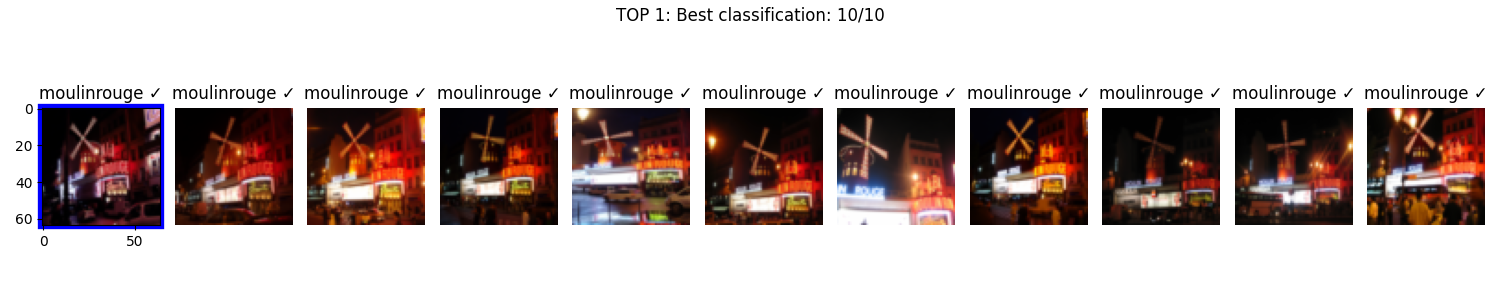 TOP 1: Best classification: 10/10
moulinrouge ✓ moulinrouge ✓ moulinrouge ✓ moulinrouge ✓ moulinrouge ✓ moulinrouge ✓ moulinrouge ✓ moulinrouge ✓ moulinrouge ✓ moulinrouge ✓ moulinrouge ✓
0
20
40
60
0 50
ROUGE